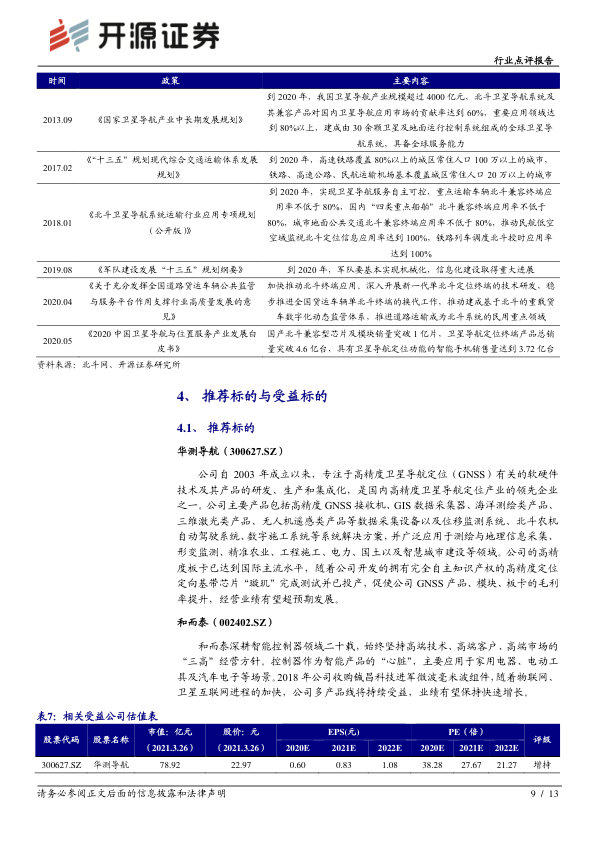 开源证券
行业点评报告
时间 政策 主要内容
2013.09 《国家卫星导航产业中长期发展规划》 到 2020 年，我国卫星导航产业规模超过 4000 亿元，北斗卫星导航系统及
其兼容产品对国内卫星导航应用市场的贡献率达到 60%，重要应用领域达
到 80%以上，建成由 30 余颗卫星及地面运行控制系统组成的全球卫星导
航系统，具备全球服务能力
2017.02 《“十三五”规划现代综合交通运输体系发展
规划》 到 2020 年，高速铁路覆盖 80%以上的城区常住人口 100 万以上的城市，
铁路、高速公路、民航运输机场基本覆盖城区常住人口 20 万以上的城市
2018.01 《北斗卫星导航系统运输行业应用专项规划
（公开版）》 到 2020 年，实现卫星导航服务自主可控，重点运输车辆北斗兼容终端应
用率不低于 80%，国内“四类重点船舶”北斗兼容终端应用率不低于
80%，城市地面公共交通北斗兼容终端应用率不低于 80%，推动民航低空
空域监视北斗定位信息应用率达到 100%，铁路列车调度北斗授时应用率
达到 100%
2019.08 《军队建设发展“十三五”规划纲要》 到 2020 年，军队要基本实现机械化，信息化建设取得重大进展
2020.04 《关于充分发挥全国道路货运车辆公共监管
与服务平台作用支撑行业高质量发展的意
见》 加快推动北斗终端应用。深入开展新一代单北斗定位终端的技术研发，稳
步推进全国货运车辆单北斗终端的换代工作，推动建成基于北斗的重载货
车数字化动态监管体系，推进道路运输成为北斗系统的民用重点领域
2020.05 《2020 中国卫星导航与位置服务产业发展白
皮书》 国产北斗兼容型芯片及模块销量突破 1 亿片，卫星导航定位终端产品总销
量突破 4.6 亿台，具有卫星导航定位功能的智能手机销售量达到 3.72 亿台
资料来源：北斗网、开源证券研究所
4、 推荐标的与受益标的
4.1、 推荐标的
华测导航（300627.SZ）
公司自 2003 年成立以来，专注于高精度卫星导航定位（GNSS）有关的软硬件
技术及其产品的研发、生产和集成化，是国内高精度卫星导航定位产业的领先企业
之一。公司主要产品包括高精度 GNSS 接收机、GIS 数据采集器、海洋测绘类产品、
三维激光类产品、无人机遥感类产品等数据采集设备以及位移监测系统、北斗农机
自动驾驶系统、数字施工系统等系统解决方案，并广泛应用于测绘与地理信息采集、
形变监测、精准农业、工程施工、电力、国土以及智慧城市建设等领域。公司的高精
度板卡已达到国际主流水平，随着公司开发的拥有完全自主知识产权的高精度定位
定向基带芯片“璇玑”完成测试并已投产，促使公司 GNSS 产品、模块、板卡的毛利
率提升，经营业绩有望超预期发展。
和而泰（002402.SZ）
和而泰深耕智能控制器领域二十载，始终坚持高端技术、高端客户、高端市场的
“三高”经营方针。控制器作为智能产品的“心脏”，主要应用于家用电器、电动工
具及汽车电子等场景。2018 年公司收购铖昌科技进军微波毫米波组件，随着物联网、
卫星互联网进程的加快，公司多产品线将持续受益，业绩有望保持快速增长。
表7：相关受益公司估值表
股票代码 股票名称 市值：亿元
（2021.3.26） 股价：元
（2021.3.26） EPS(元) PE（倍） 评级
2020E 2021E 2022E 2020E 2021E 2022E
300627.SZ 华测导航 78.92 22.97 0.60 0.83 1.08 38.28 27.67 21.27 增持
请务必参阅正文后面的信息披露和法律声明 9 / 13